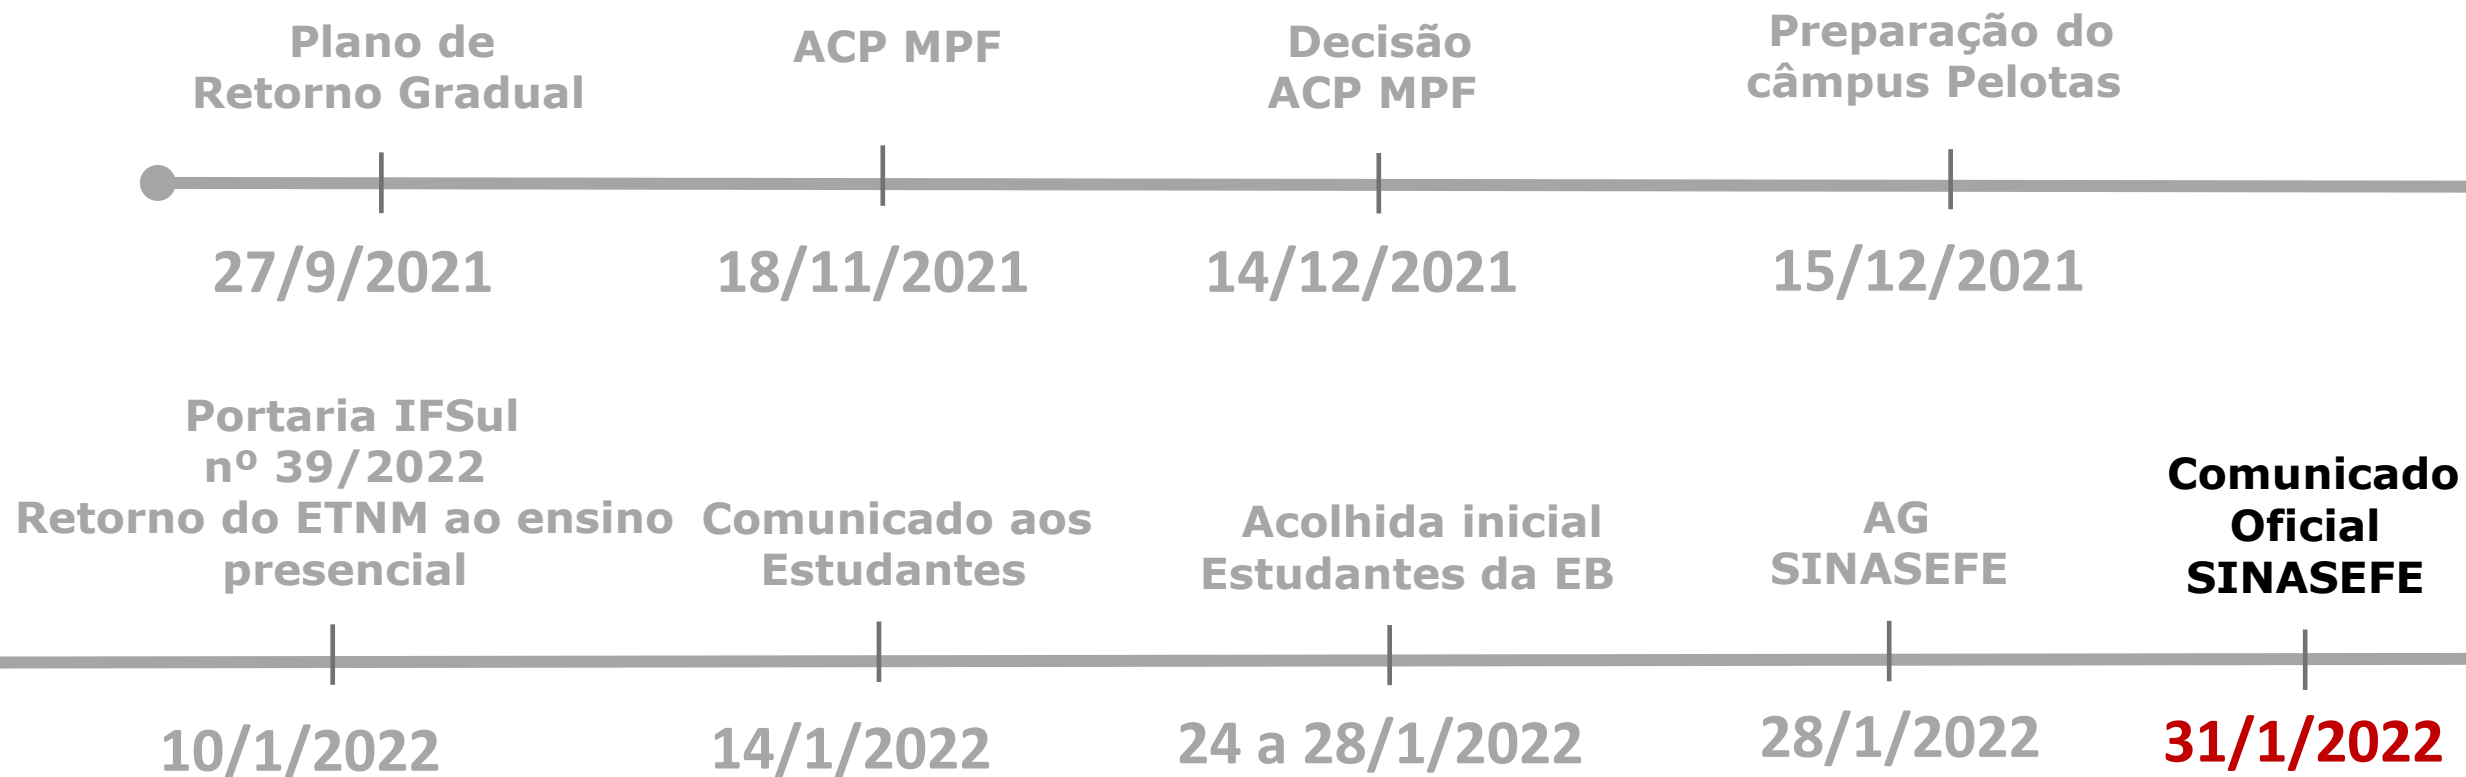 Plano de
Retorno Gradual
ACP MPF
Decisão
ACP MPF
Preparação do
câmpus Pelotas
27/9/2021
18/11/2021
14/12/2021
15/12/2021
Portaria IFSul
nº 39/2022
Retorno do ETNM ao ensino
presencial
Comunicado aos
Estudantes
Acolhida inicial
Estudantes da EB
AG
SINASEFE
Comunicado
Oficial
SINASEFE
10/1/2022
14/1/2022
24 a 28/1/2022
28/1/2022
31/1/2022